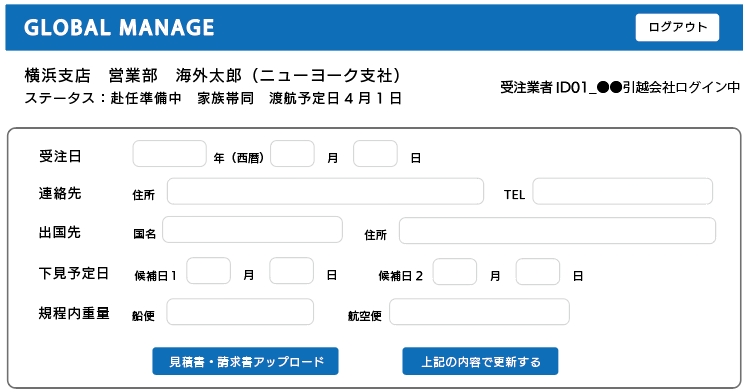 GLOBAL MANAGE ログアウト
横浜支店 営業部 海外太郎（ニューヨーク支社）
ステータス：赴任準備中 家族帯同 渡航予定日4月1日 受注業者ID01_●●引越会社ログイン中
受注日 年（西暦） 月 日
連絡先 住所 TEL
出国先 国名 住所
下見予定日 候補日1 月 日 候補日2 月 日
規程内重量 船便 航空便
見積書・請求書アップロード 上記の内容で更新する